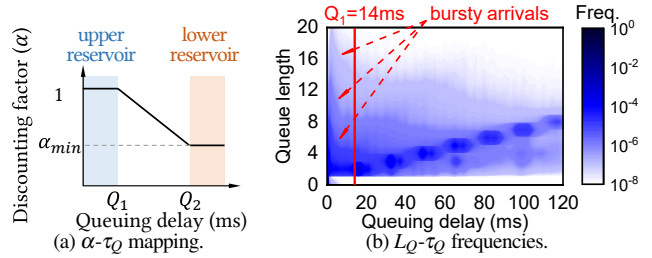 upper reservoir
lower reservoir
Discounting factor (α)
1
α_min
Q_1
Q_2
Queuing delay (ms)
(a) α-τ_Q mapping.
Q_1=14ms
bursty arrivals
Freq.
Queue length
20
16
12
8
4
0
0 20 40 60 80 100 120
Queuing delay (ms)
10^0
10^-2
10^-4
10^-6
10^-8
(b) L_Q-τ_Q frequencies.